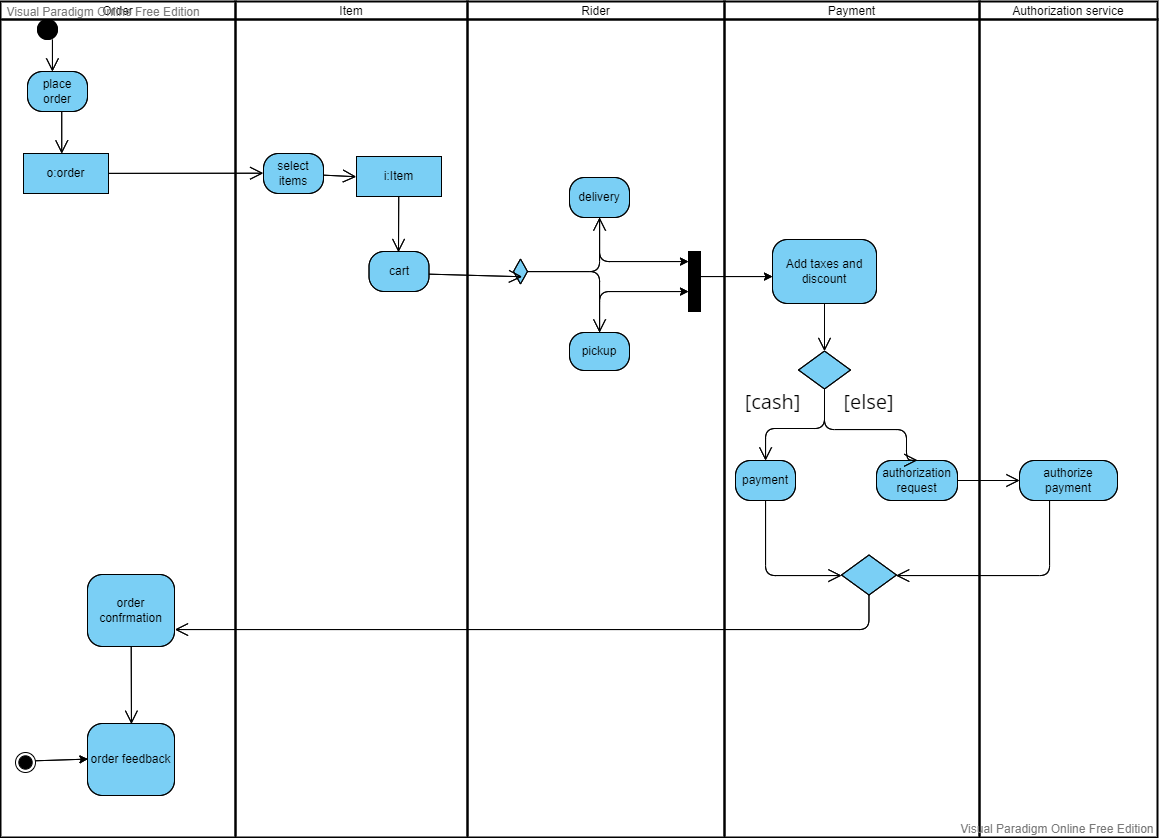 Visual Paradigm Online Free Edition
Order
Item
Rider
Payment
Authorization service
place
order
o:order
select
items
i:Item
delivery
cart
Add taxes and
discount
pickup
[cash]
[else]
payment
authorization
request
authorize
payment
order
confrmation
order feedback
Visual Paradigm Online Free Edition